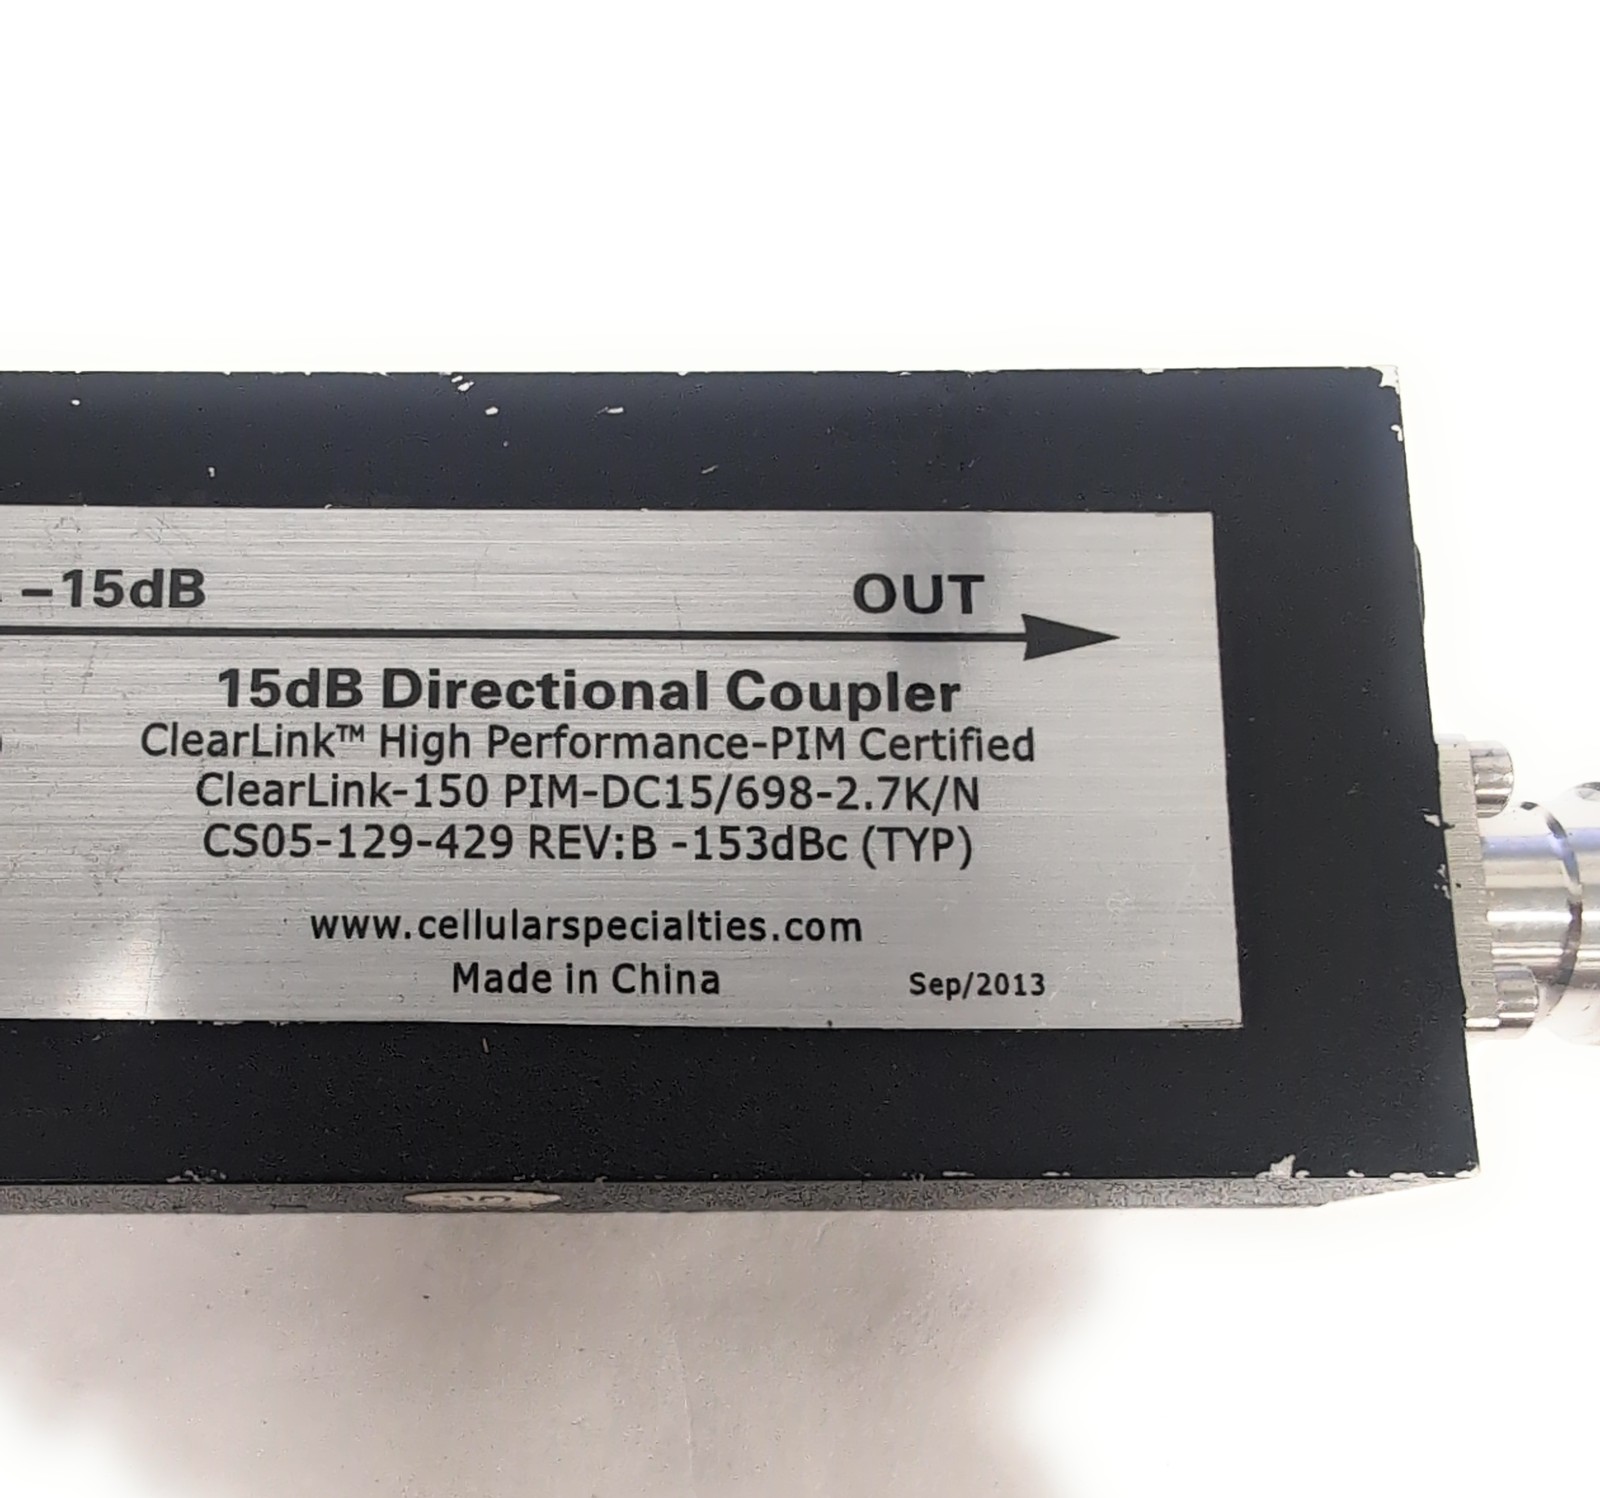 -15dB OUT
15dB Directional Coupler
ClearLink™ High Performance-PIM Certified
ClearLink-150 PIM-DC15/698-2.7K/N
CS05-129-429 REV:B -153dBc (TYP)
www.cellularspecialties.com
Made in China Sep/2013